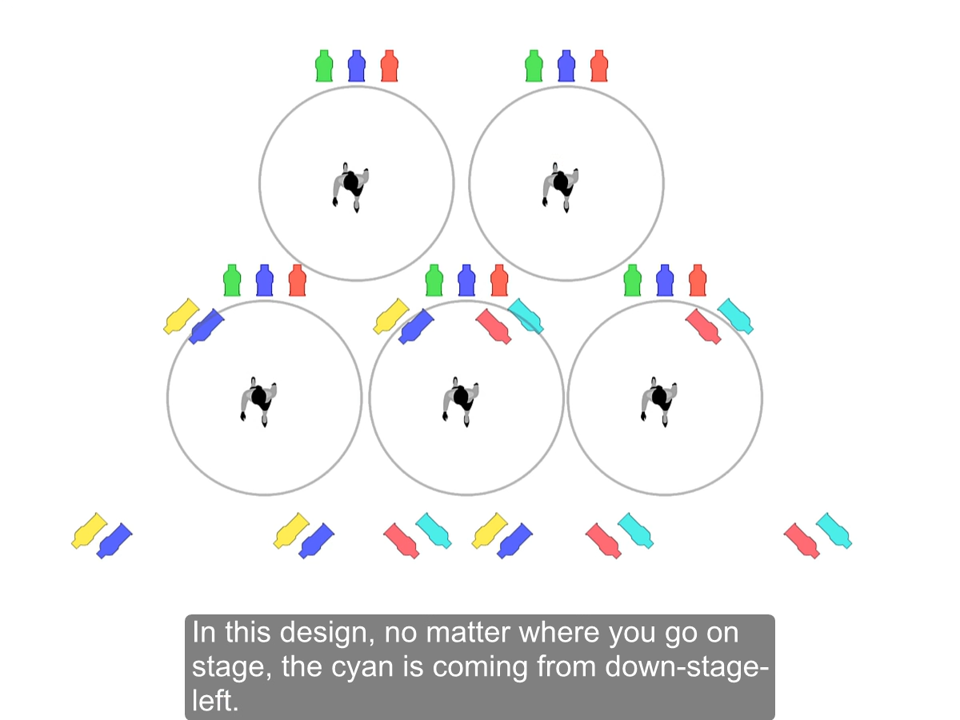 In this design, no matter where you go on
stage, the cyan is coming from down-stage-
left.